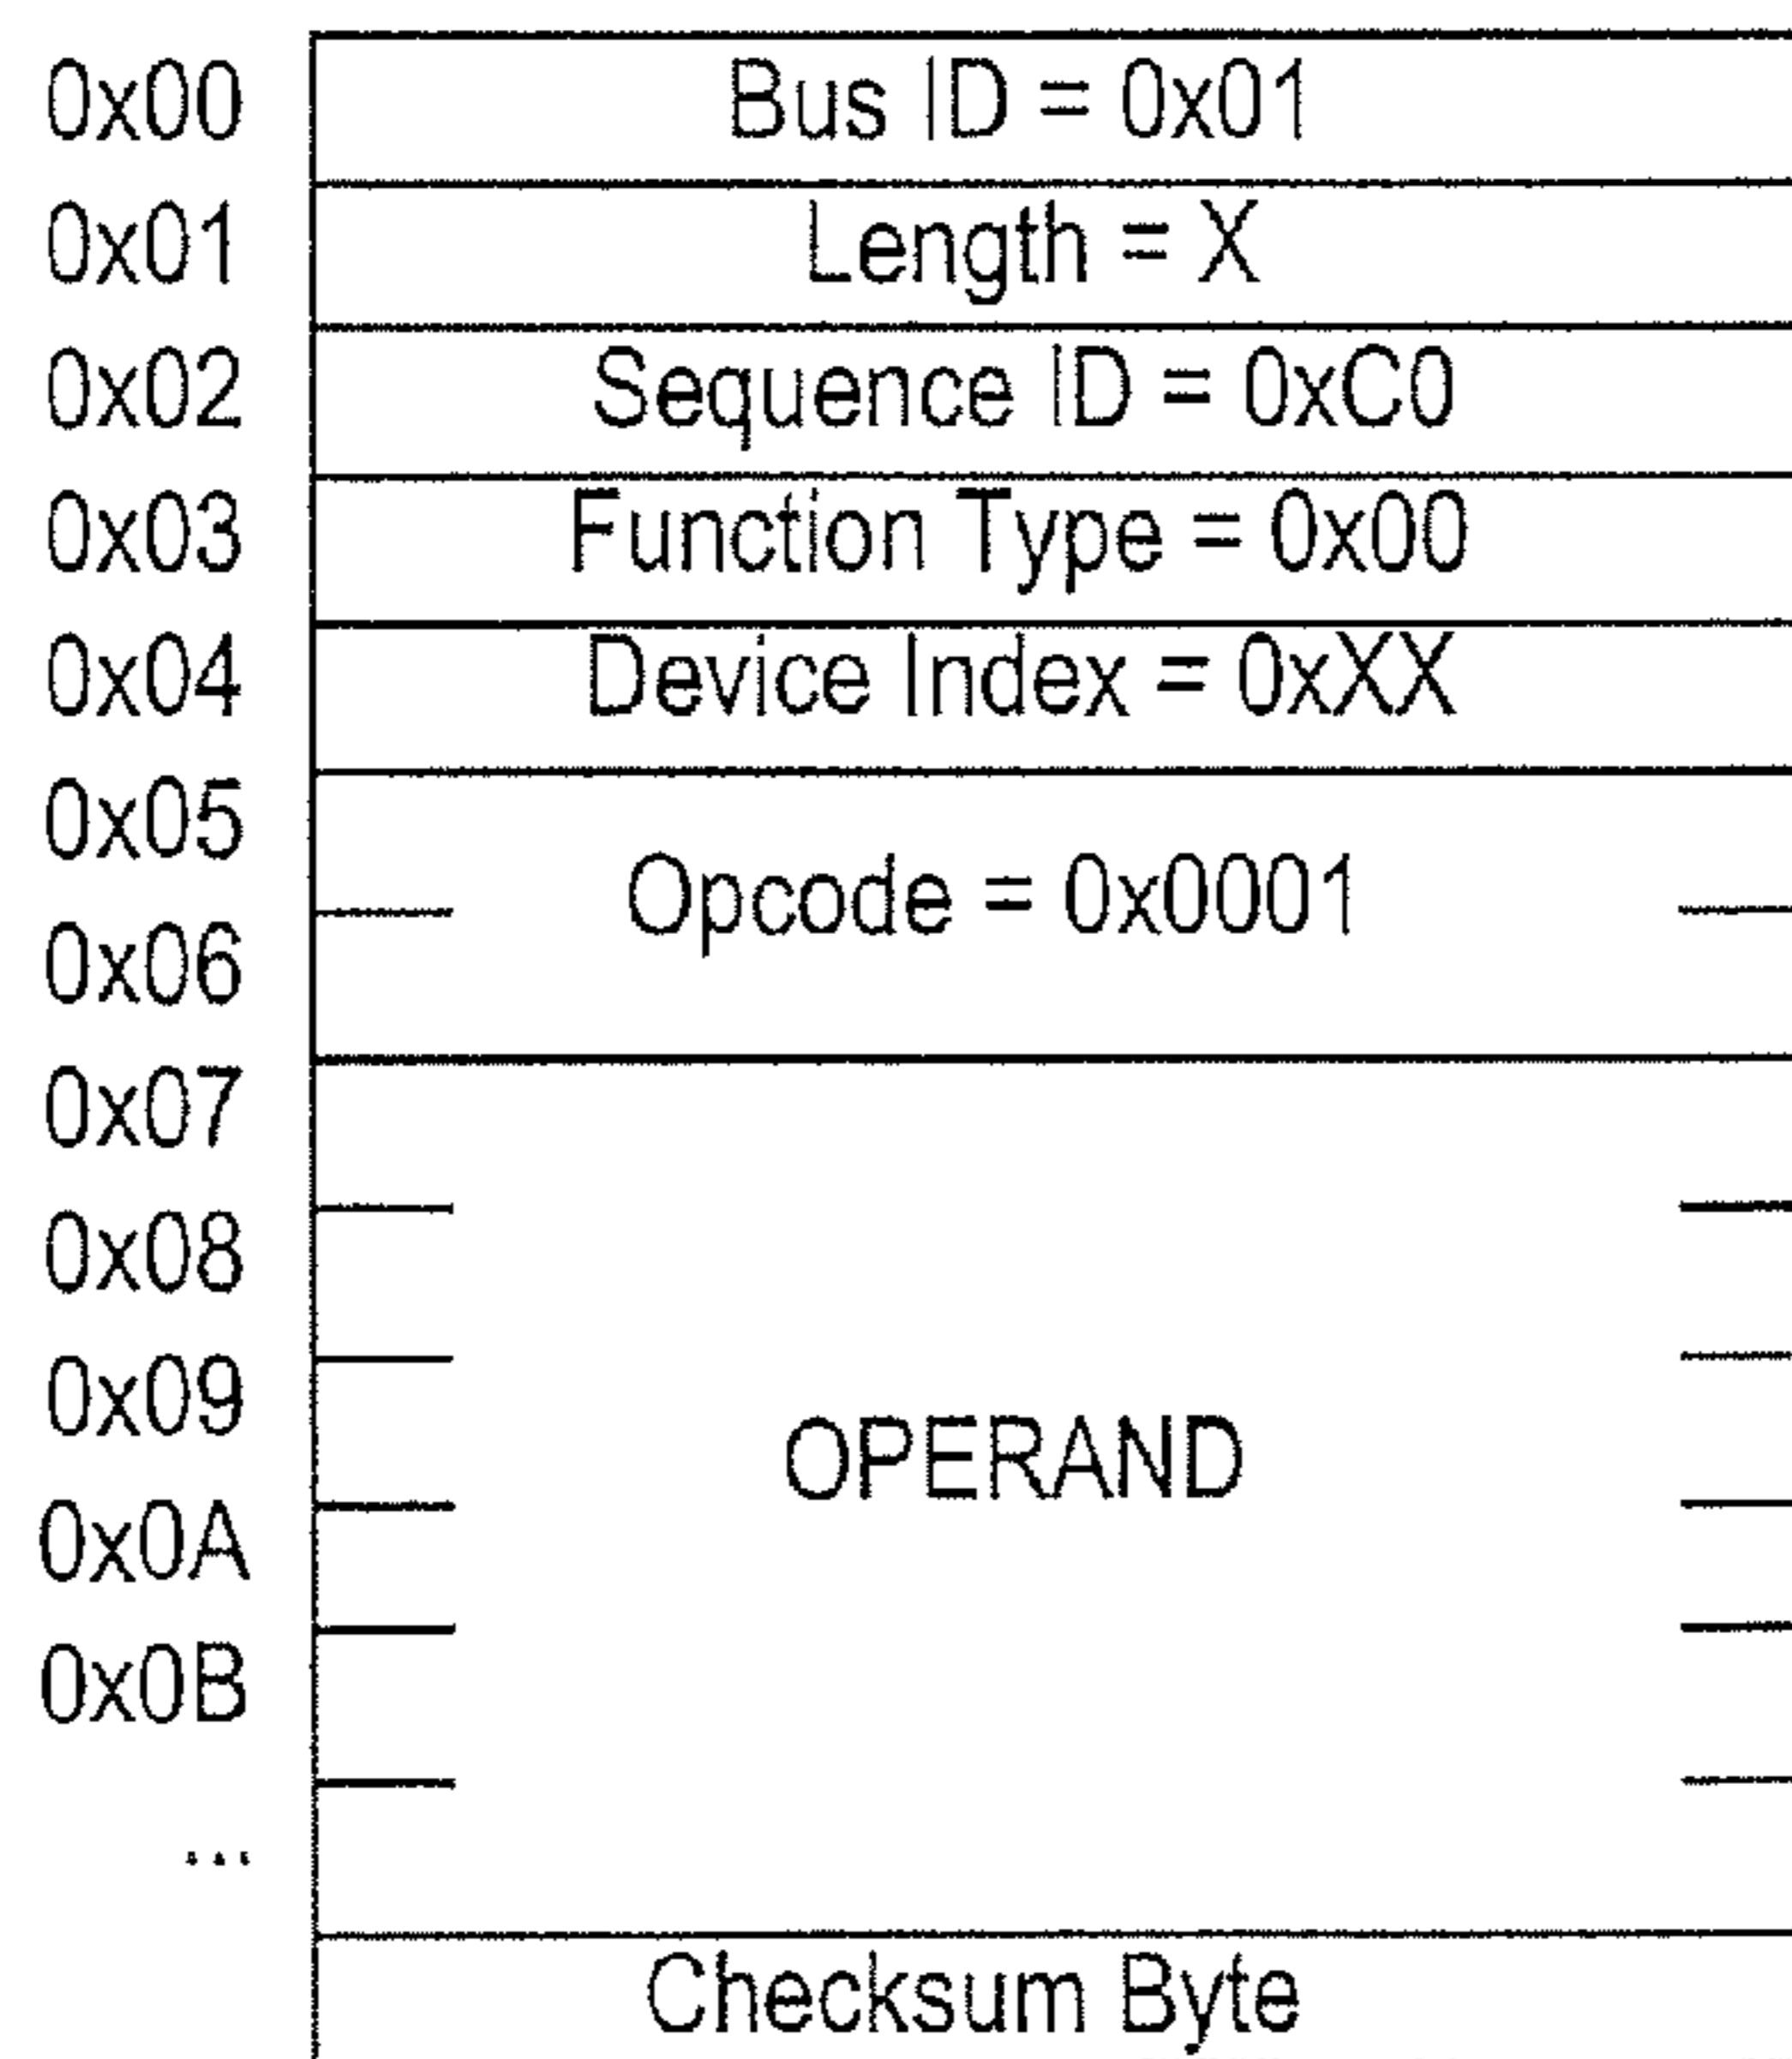 0x00 Bus ID = 0x01
0x01 Length = X
0x02 Sequence ID = 0xC0
0x03 Function Type = 0x00
0x04 Device Index = 0xXX
0x05
Opcode = 0x0001
0x06
0x07
0x08
0x09
OPERAND
0x0A
0x0B
...
Checksum Byte